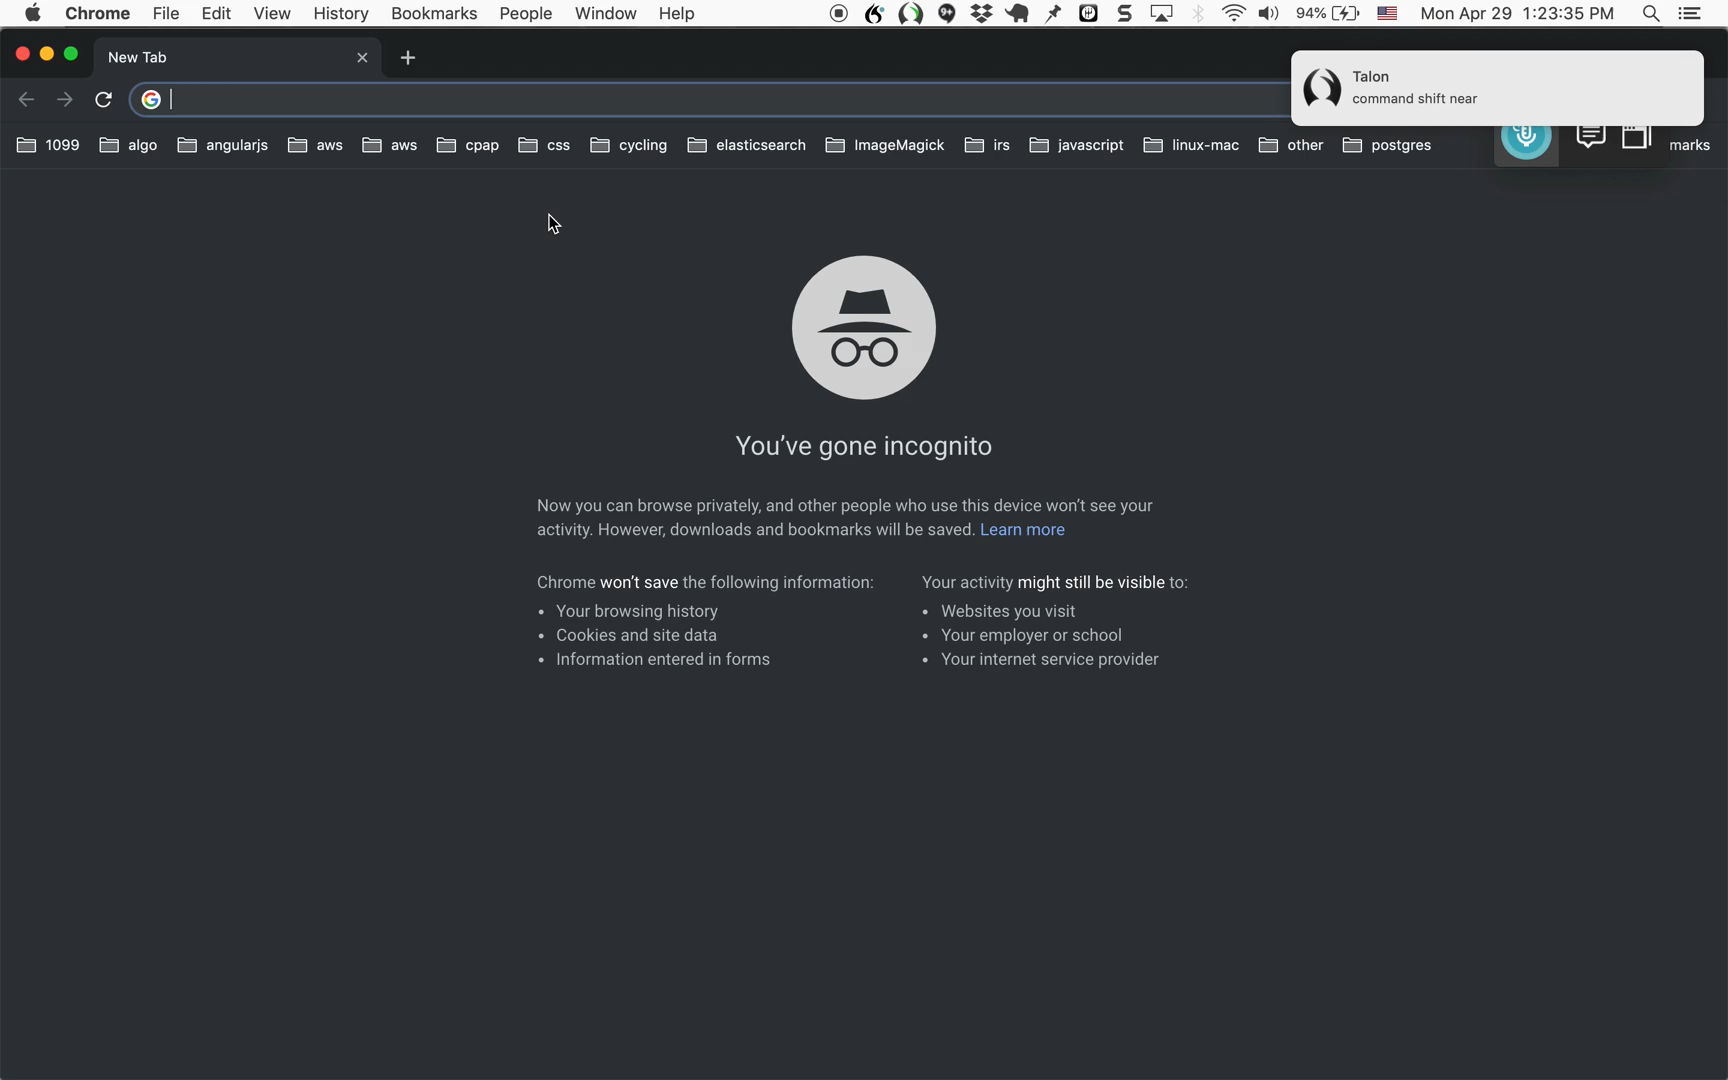 Chrome File Edit View History Bookmarks People Window Help 94% Mon Apr 29 1:23:35 PM
New Tab
Talon
command shift near
1099 algo angularjs aws aws cpap css cycling elasticsearch ImageMagick irs javascript linux-mac other postgres marks
You've gone incognito
Now you can browse privately, and other people who use this device won't see your
activity. However, downloads and bookmarks will be saved. Learn more
Chrome won't save the following information:
• Your browsing history
• Cookies and site data
• Information entered in forms
Your activity might still be visible to:
• Websites you visit
• Your employer or school
• Your internet service provider